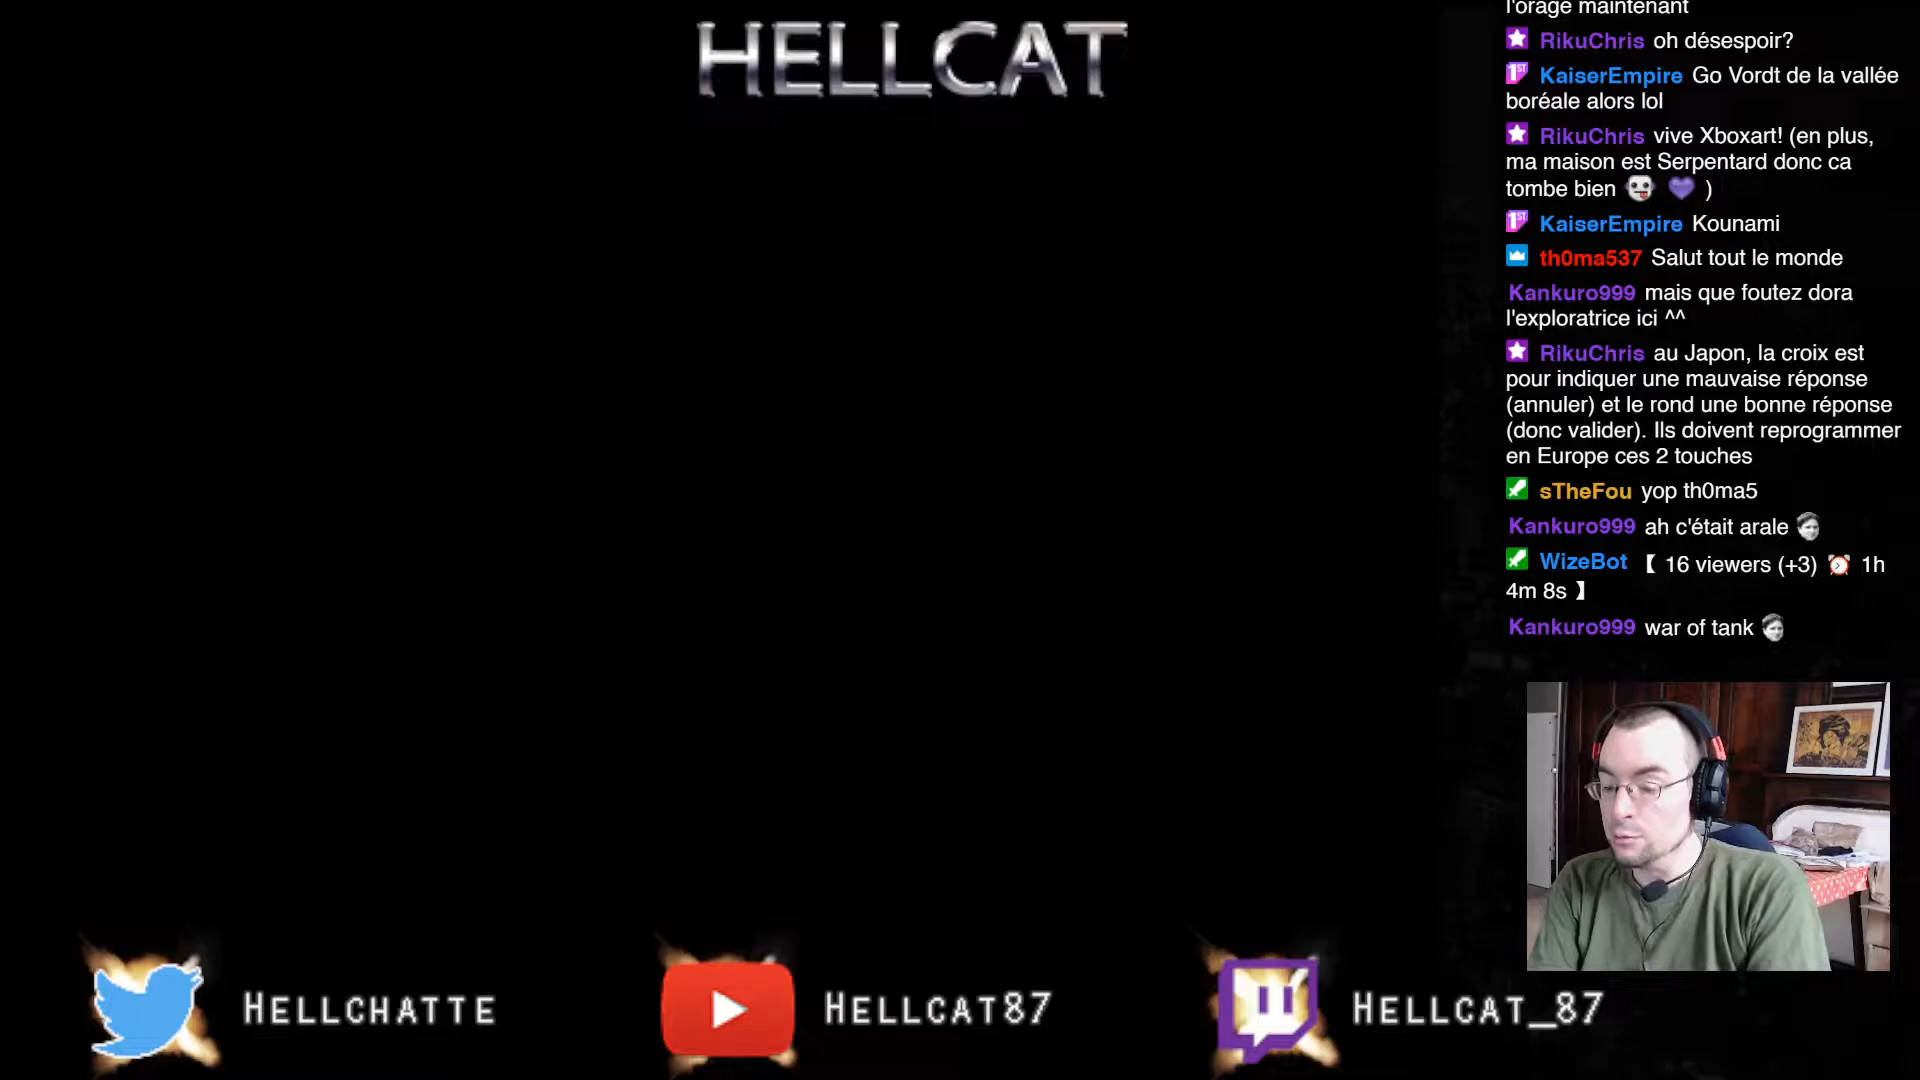 HELLCAT
l'orage maintenant
RikuChris oh désespoir?
KaiserEmpire Go Vordt de la vallée
boréale alors lol
RikuChris vive Xboxart! (en plus,
ma maison est Serpentard donc ca
tombe bien )
KaiserEmpire Kounami
th0ma537 Salut tout le monde
Kankuro999 mais que foutez dora
l'exploratrice ici ^^
RikuChris au Japon, la croix est
pour indiquer une mauvaise réponse
(annuler) et le rond une bonne réponse
(donc valider). Ils doivent reprogrammer
en Europe ces 2 touches
sTheFou yop th0ma5
Kankuro999 ah c'était arale
WizeBot 【 16 viewers (+3) ⏰ 1h
4m 8s 】
Kankuro999 war of tank
HELLCHATTE
HELLCAT87
HELLCAT_87